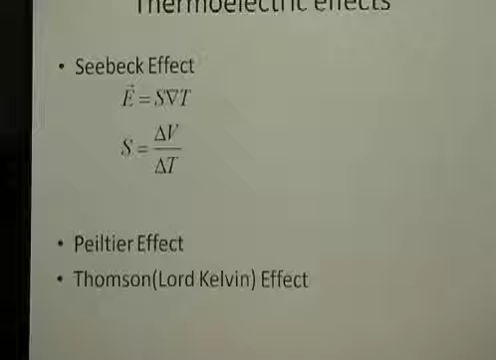 Thermoelectric effects
• Seebeck Effect
E⃗ = S∇T
S = ΔV/ΔT
• Peiltier Effect
• Thomson(Lord Kelvin) Effect